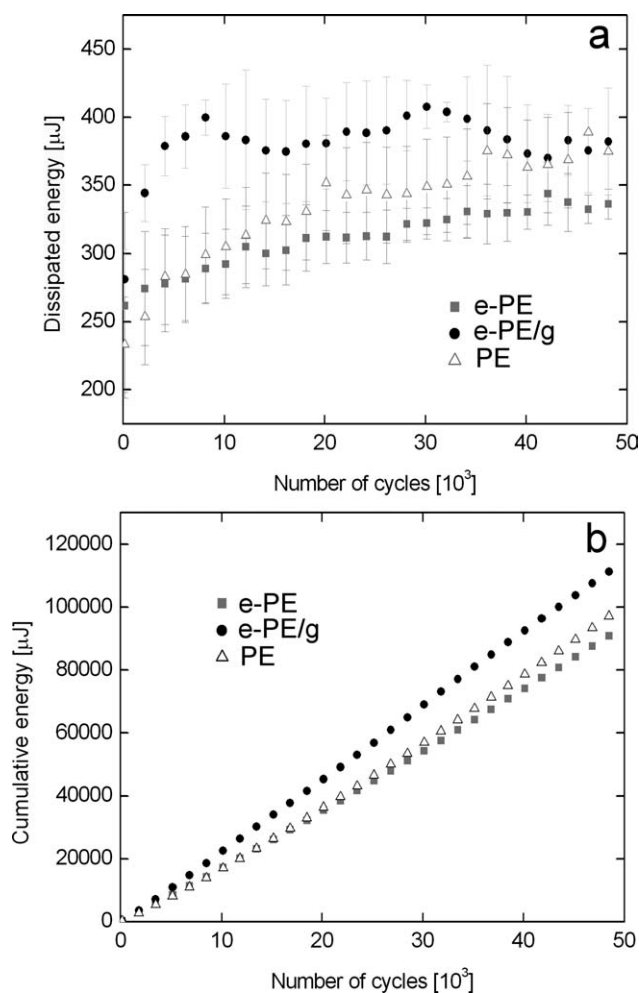 a
450
400
350
300
250
200
Dissipated energy [µJ]
e-PE
e-PE/g
PE
0 10 20 30 40 50
Number of cycles [10³]
b
120000
100000
80000
60000
40000
20000
0
Cumulative energy [µJ]
e-PE
e-PE/g
PE
0 10 20 30 40 50
Number of cycles [10³]